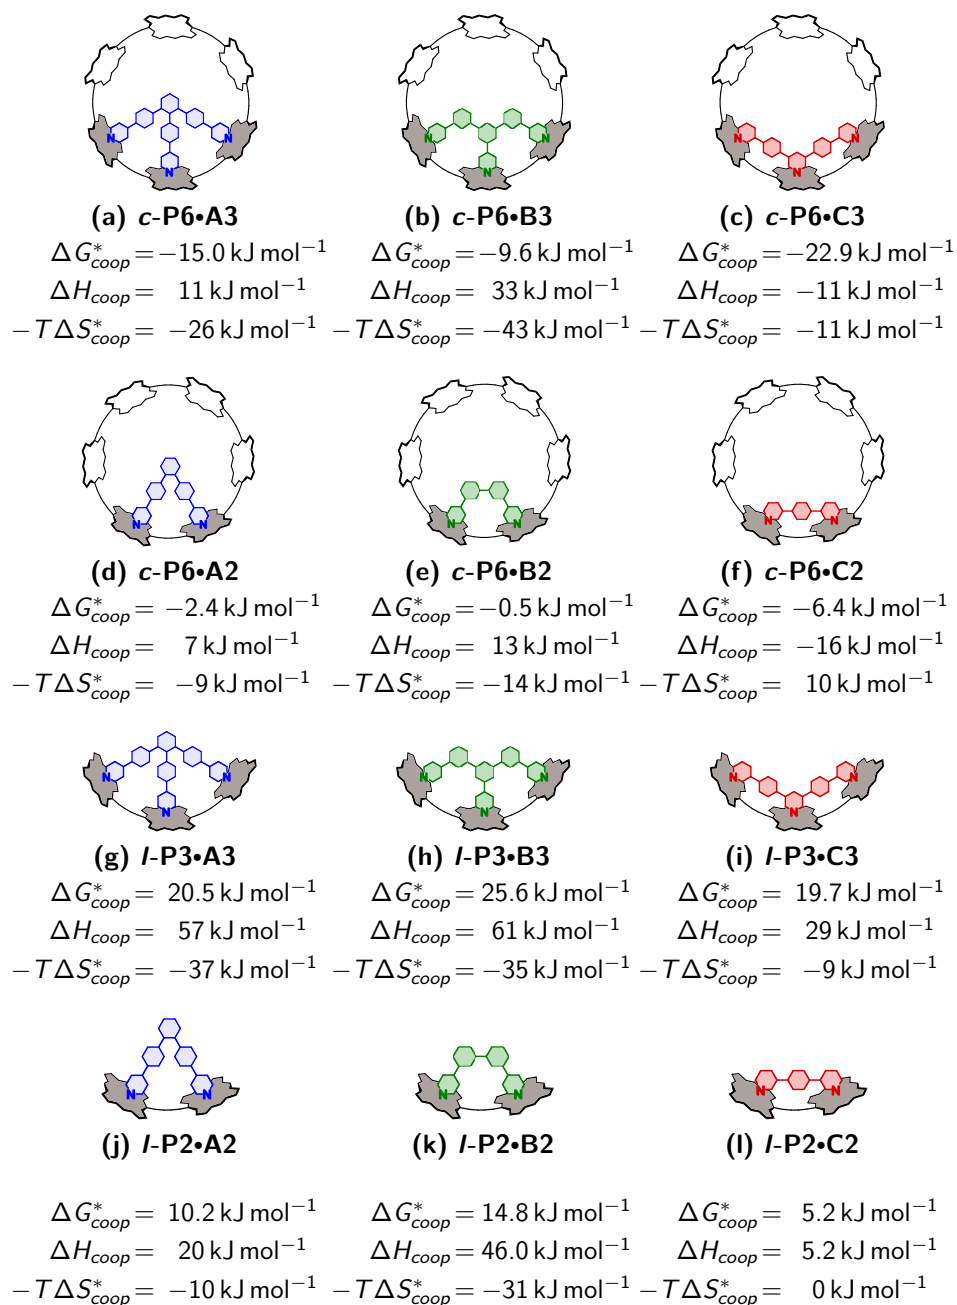 N N N
N N N
N N N
(a) c-P6•A3 (b) c-P6•B3 (c) c-P6•C3
ΔG*coop = −15.0 kJ mol−1 ΔG*coop = −9.6 kJ mol−1 ΔG*coop = −22.9 kJ mol−1
ΔHcoop = 11 kJ mol−1 ΔHcoop = 33 kJ mol−1 ΔHcoop = −11 kJ mol−1
−TΔS*coop = −26 kJ mol−1 −TΔS*coop = −43 kJ mol−1 −TΔS*coop = −11 kJ mol−1
N N N N N N
(d) c-P6•A2 (e) c-P6•B2 (f) c-P6•C2
ΔG*coop = −2.4 kJ mol−1 ΔG*coop = −0.5 kJ mol−1 ΔG*coop = −6.4 kJ mol−1
ΔHcoop = 7 kJ mol−1 ΔHcoop = 13 kJ mol−1 ΔHcoop = −16 kJ mol−1
−TΔS*coop = −9 kJ mol−1 −TΔS*coop = −14 kJ mol−1 −TΔS*coop = 10 kJ mol−1
N N N N N N
N N N
(g) l-P3•A3 (h) l-P3•B3 (i) l-P3•C3
ΔG*coop = 20.5 kJ mol−1 ΔG*coop = 25.6 kJ mol−1 ΔG*coop = 19.7 kJ mol−1
ΔHcoop = 57 kJ mol−1 ΔHcoop = 61 kJ mol−1 ΔHcoop = 29 kJ mol−1
−TΔS*coop = −37 kJ mol−1 −TΔS*coop = −35 kJ mol−1 −TΔS*coop = −9 kJ mol−1
N N N N N N
(j) l-P2•A2 (k) l-P2•B2 (l) l-P2•C2
ΔG*coop = 10.2 kJ mol−1 ΔG*coop = 14.8 kJ mol−1 ΔG*coop = 5.2 kJ mol−1
ΔHcoop = 20 kJ mol−1 ΔHcoop = 46.0 kJ mol−1 ΔHcoop = 5.2 kJ mol−1
−TΔS*coop = −10 kJ mol−1 −TΔS*coop = −31 kJ mol−1 −TΔS*coop = 0 kJ mol−1